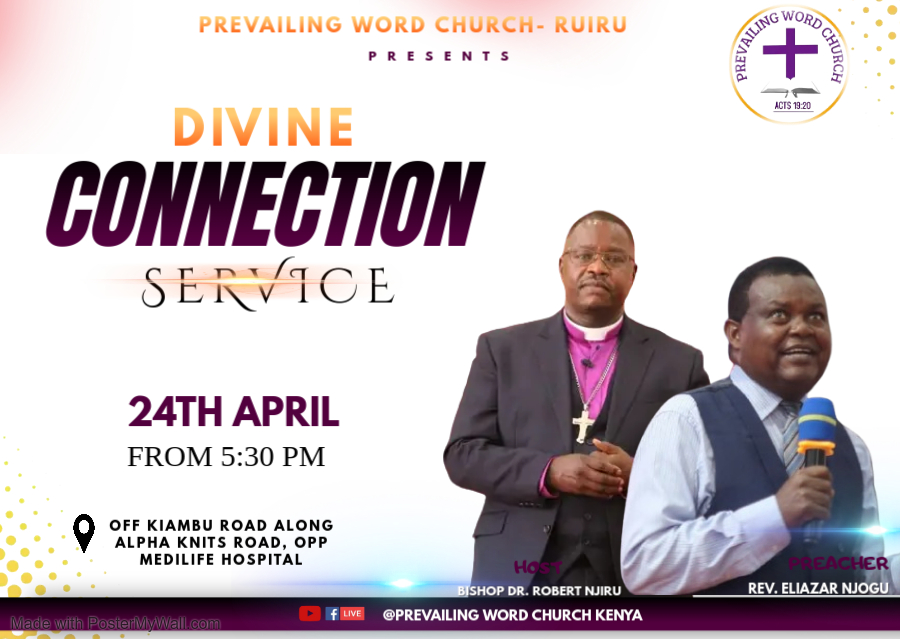 PREVAILING WORD CHURCH- RUIRU
PRESENTS
PREVAILING WORD CHURCH
ACTS 19:20
DIVINE
CONNECTION
SERVICE
24TH APRIL
FROM 5:30 PM
OFF KIAMBU ROAD ALONG
ALPHA KNITS ROAD, OPP
MEDILIFE HOSPITAL
HOST
BISHOP DR. ROBERT NJIRU
PREACHER
REV. ELIAZAR NJOGU
f LIVE
@PREVAILING WORD CHURCH KENYA
Made with PosterMyWall.com